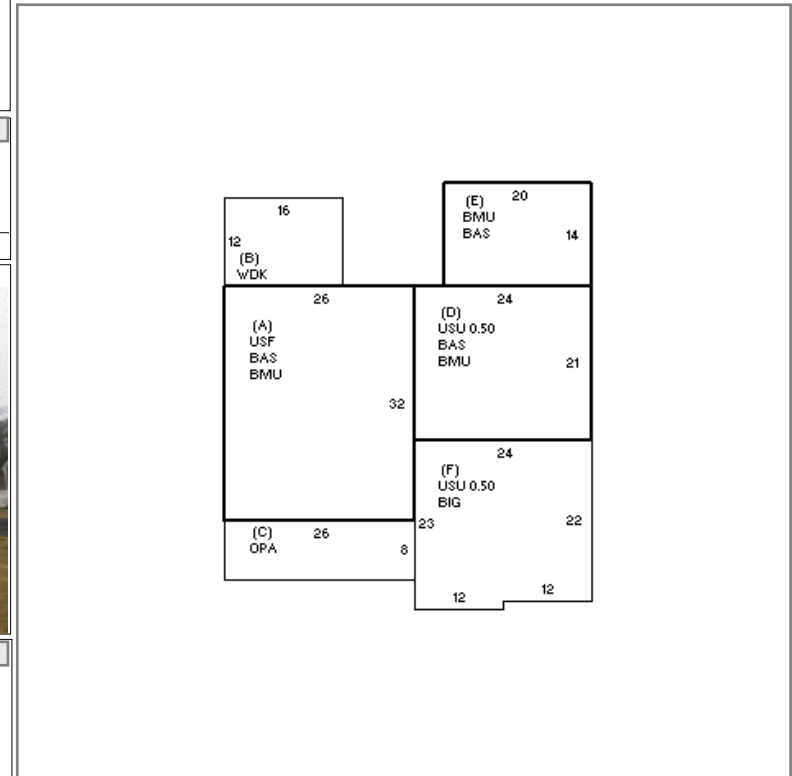 16
12
(B)
WDK
(E)
20
BMU
BAS
14
26
(A)
USF
BAS
BMU
32
24
(D)
USU 0.50
BAS
BMU
21
24
(F)
USU 0.50
BIG
23
22
12
12
(C)
26
OPA
8